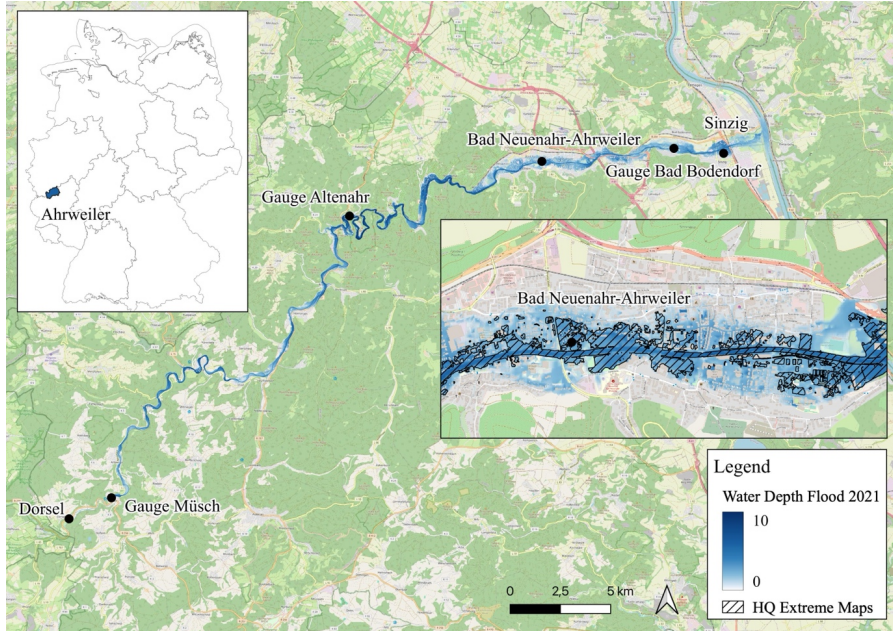 Ahrweiler
Sinzig
Bad Neuenahr-Ahrweiler
Gauge Bad Bodendorf
Gauge Altenahr
Bad Neuenahr-Ahrweiler
Dorsel
Gauge Müsch
Legend
Water Depth Flood 2021
10
0
HQ Extreme Maps
0 2,5 5 km